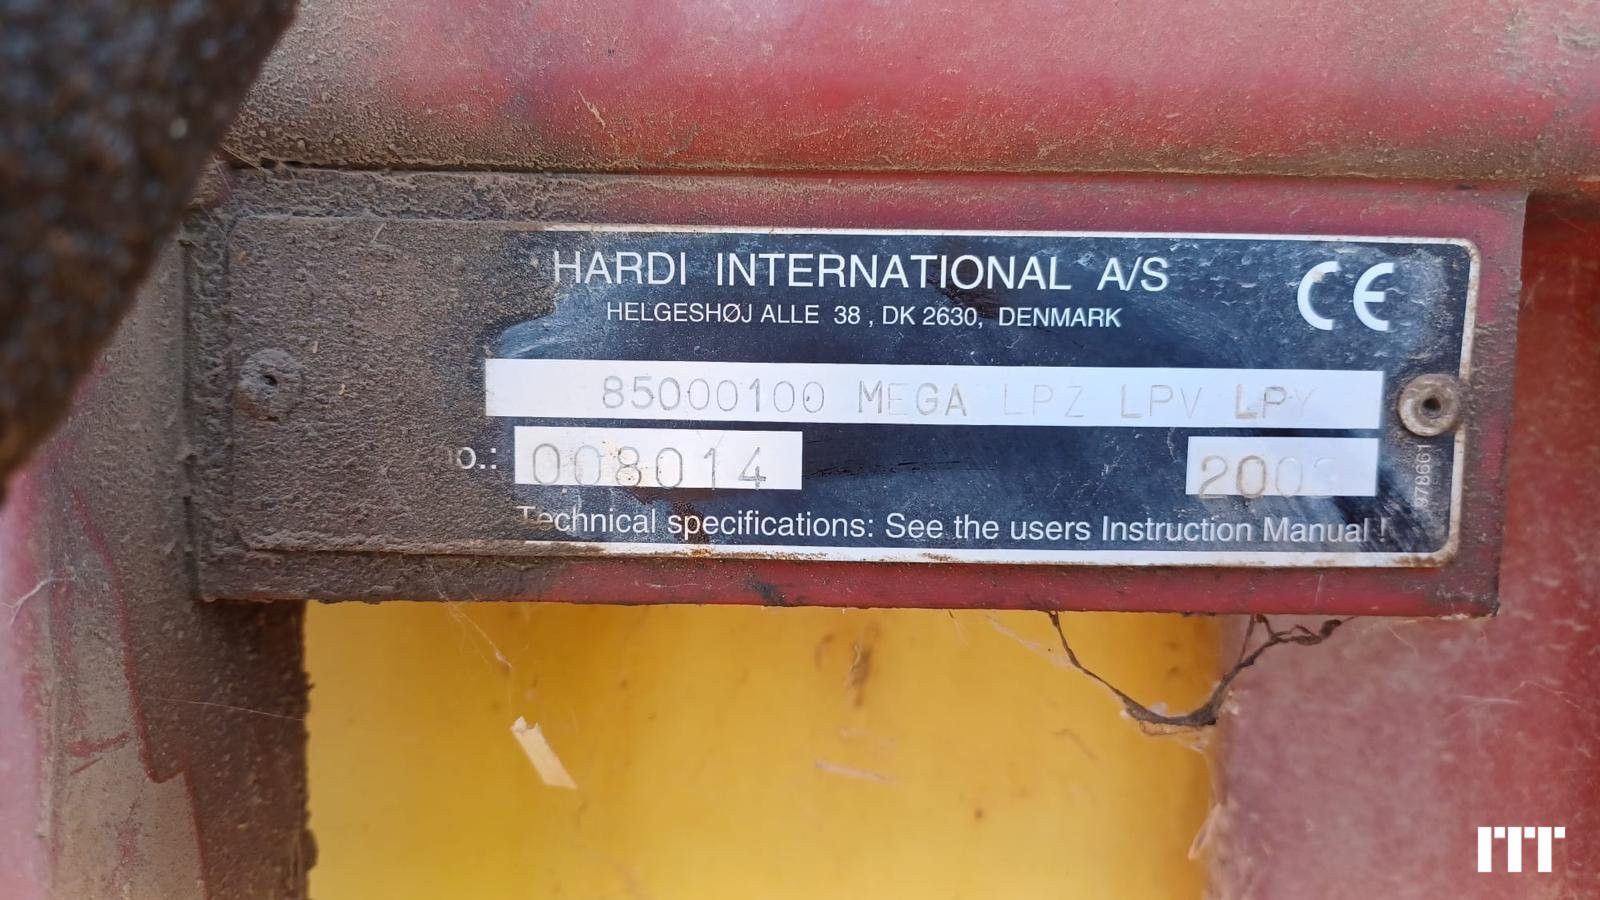 HARDI INTERNATIONAL A/S
CE
HELGESHØJ ALLE 38 , DK 2630, DENMARK
85000100 MEGA LPZ LPV LPY
o.: 008014
Technical specifications: See the users Instruction Manual !
978661
ITT